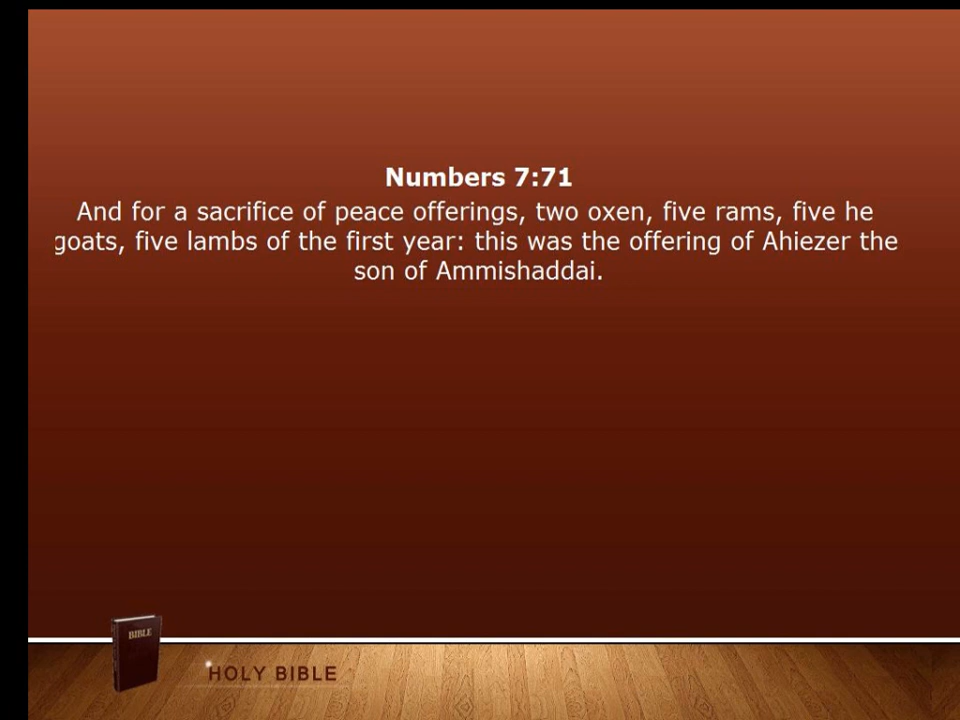 Numbers 7:71
And for a sacrifice of peace offerings, two oxen, five rams, five he
goats, five lambs of the first year: this was the offering of Ahiezer the
son of Ammishaddai.
BIBLE
HOLY BIBLE